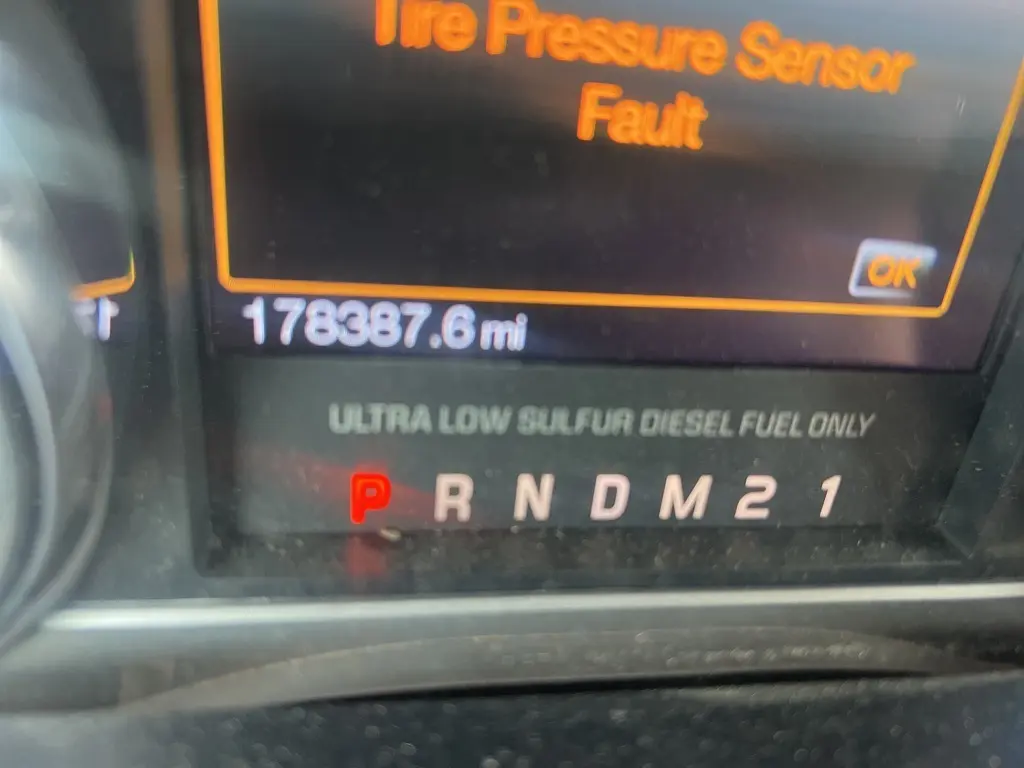 Tire Pressure Sensor
Fault
OK
178387.6 mi
ULTRA LOW SULFUR DIESEL FUEL ONLY
P R N D M 2 1